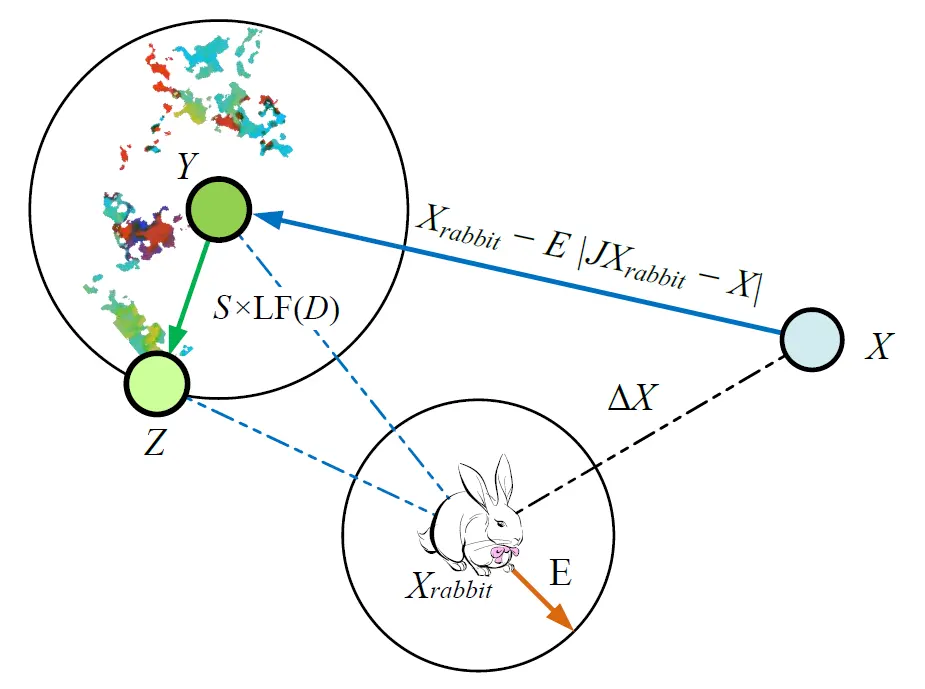 Y
X_rabbit − E |JX_rabbit − X|
S×LF(D)
X
ΔX
Z
E
X_rabbit